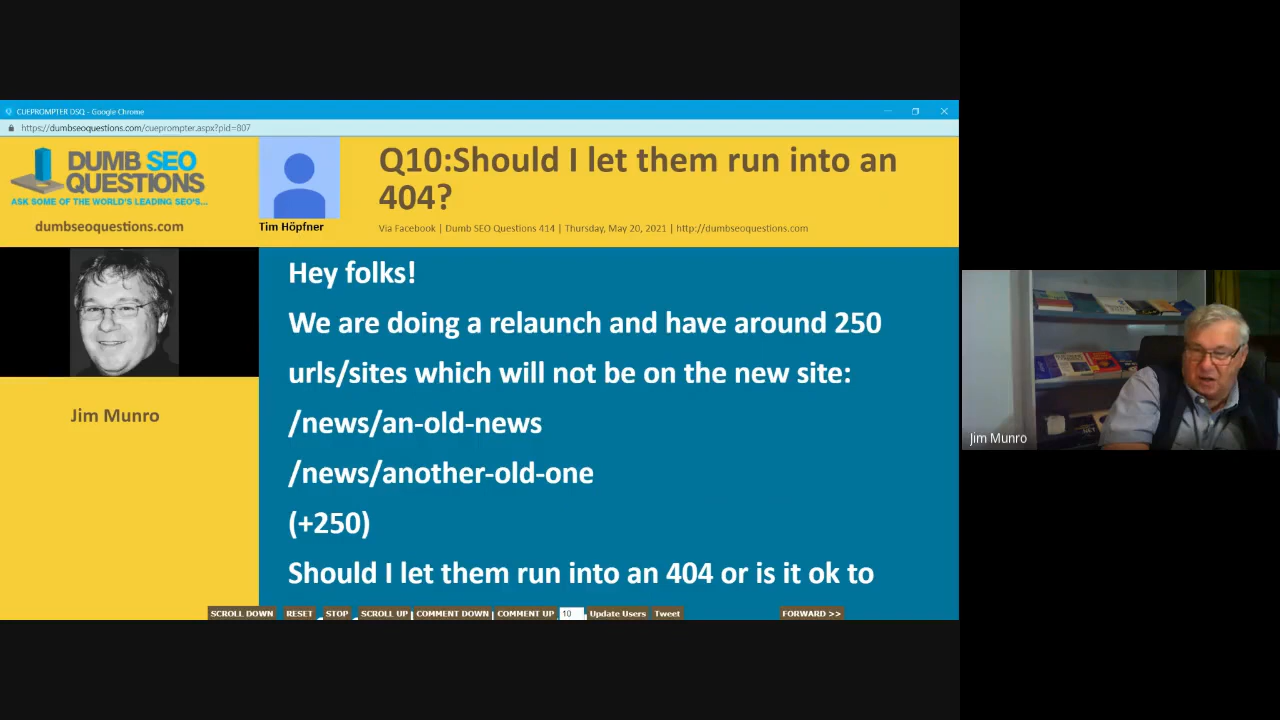 CUEPROMPTER DSQ - Google Chrome
https://dumbseoquestions.com/cueprompter.aspx?pid=807
DUMB SEO
QUESTIONS
ASK SOME OF THE WORLD'S LEADING SEO'S...
dumbseoquestions.com
Tim Höpfner
Q10:Should I let them run into an
404?
Via Facebook | Dumb SEO Questions 414 | Thursday, May 20, 2021 | http://dumbseoquestions.com
Jim Munro
Hey folks!
We are doing a relaunch and have around 250
urls/sites which will not be on the new site:
/news/an-old-news
/news/another-old-one
(+250)
Should I let them run into an 404 or is it ok to
SCROLL DOWN RESET STOP SCROLL UP COMMENT DOWN COMMENT UP 10 Update Users Tweet FORWARD >>
Jim Munro